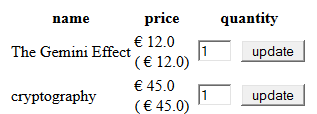 name price quantity
The Gemini Effect € 12.0
( € 12.0) 1 update
cryptography € 45.0
( € 45.0) 1 update